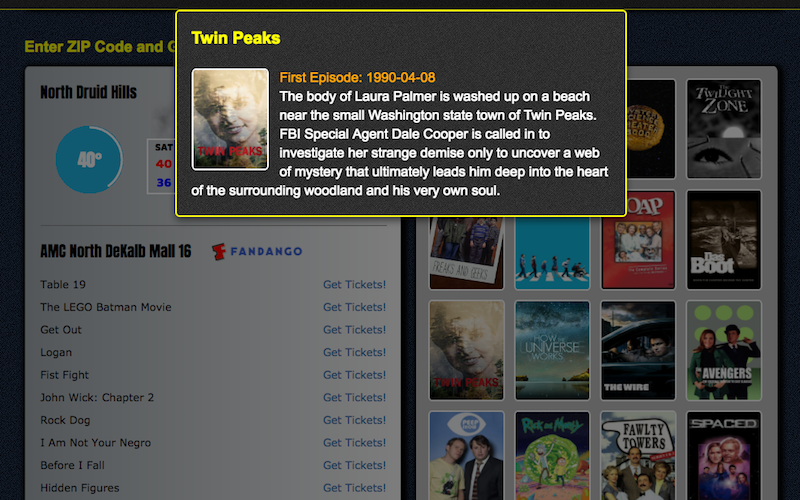 Twin Peaks
First Episode: 1990-04-08
The body of Laura Palmer is washed up on a beach
near the small Washington state town of Twin Peaks.
FBI Special Agent Dale Cooper is called in to
investigate her strange demise only to uncover a web
of mystery that ultimately leads him deep into the heart
of the surrounding woodland and his very own soul.
TWIN PEAKS
Enter ZIP Code and G
North Druid Hills
40°
SAT
40
36
AMC North DeKalb Mall 16
FANDANGO
Table 19 Get Tickets!
The LEGO Batman Movie Get Tickets!
Get Out Get Tickets!
Logan Get Tickets!
Fist Fight Get Tickets!
John Wick: Chapter 2 Get Tickets!
Rock Dog Get Tickets!
I Am Not Your Negro Get Tickets!
Before I Fall Get Tickets!
Hidden Figures Get Tickets!
MYSTERY
SCIENCE
THEATER
3000
The TWILIGHT
ZONE
FREAKS AND GEEKS
SOAP
Das
Boot
TWIN PEAKS
HOW THE
UNIVERSE
WORKS
THE WIRE
AVENGERS
PEEP
SHOW
Rick and Morty
FAWLTY
TOWERS
SPACED